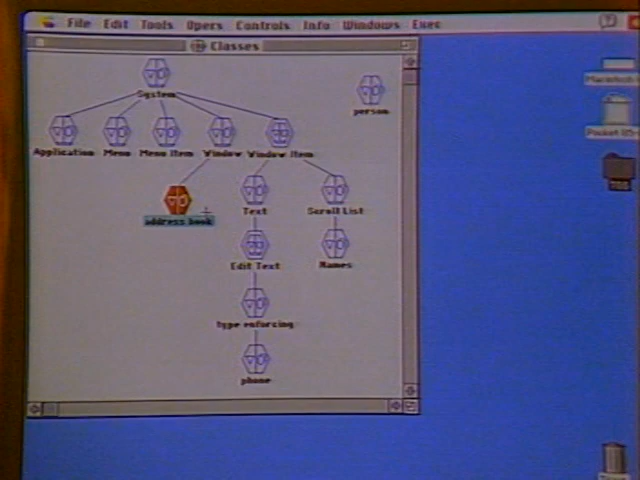 File Edit Tools Opers Controls Info Windows Exec
Classes
System
person
Application Menu Menu Item Window Window Item
address book
Text
Scroll List
Edit Text
Names
type enforcing
phone